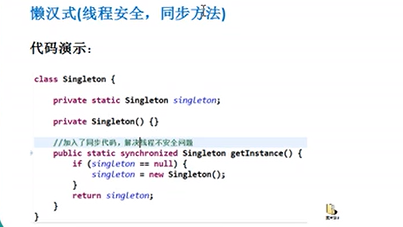 懒汉式(线程安全，同步方法)
代码演示：
class Singleton {
private static Singleton singleton;
private Singleton() {}
//加入了同步代码，解决线程不安全问题
public static synchronized Singleton getInstance() {
if (singleton == null) {
singleton = new Singleton();
}
return singleton;
}
}